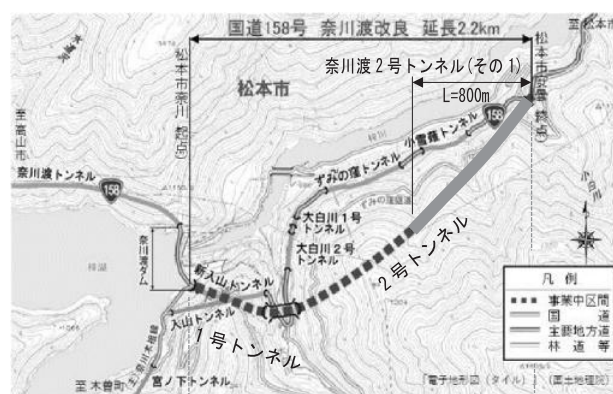 国道158号 奈川渡改良 延長2.2km
至 松本市
松本市奈川(起点)
松本市
奈川渡2号トンネル(その1)
L=800m
158
小雪薙トンネル
至 高山市
奈川渡トンネル
158
ずみの窪トンネル
大白川1号
トンネル
大白川2号
トンネル
奈川渡ダム
梓湖
新入山トンネル
入山トンネル
1号トンネル
2号トンネル
至 木曽町
宮ノ下トンネル
凡 例
事業中区間
国 道
主要地方道
林 道 等
「電子地形図(タイル)」(国土地理院)